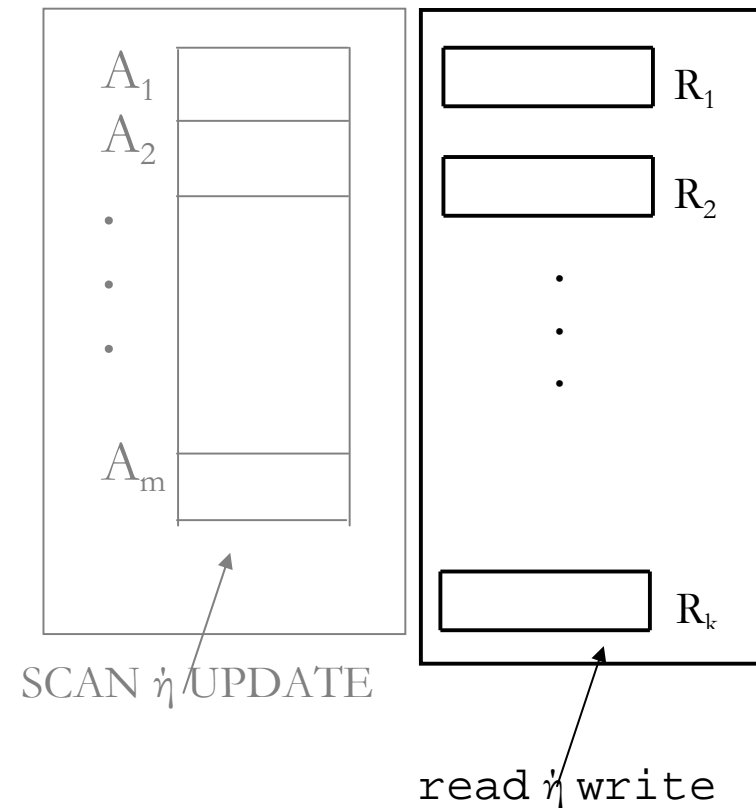 A₁
A₂
.
.
.
Aₘ
SCAN ἠ UPDATE
R₁
R₂
.
.
.
Rₖ
read ἠ write